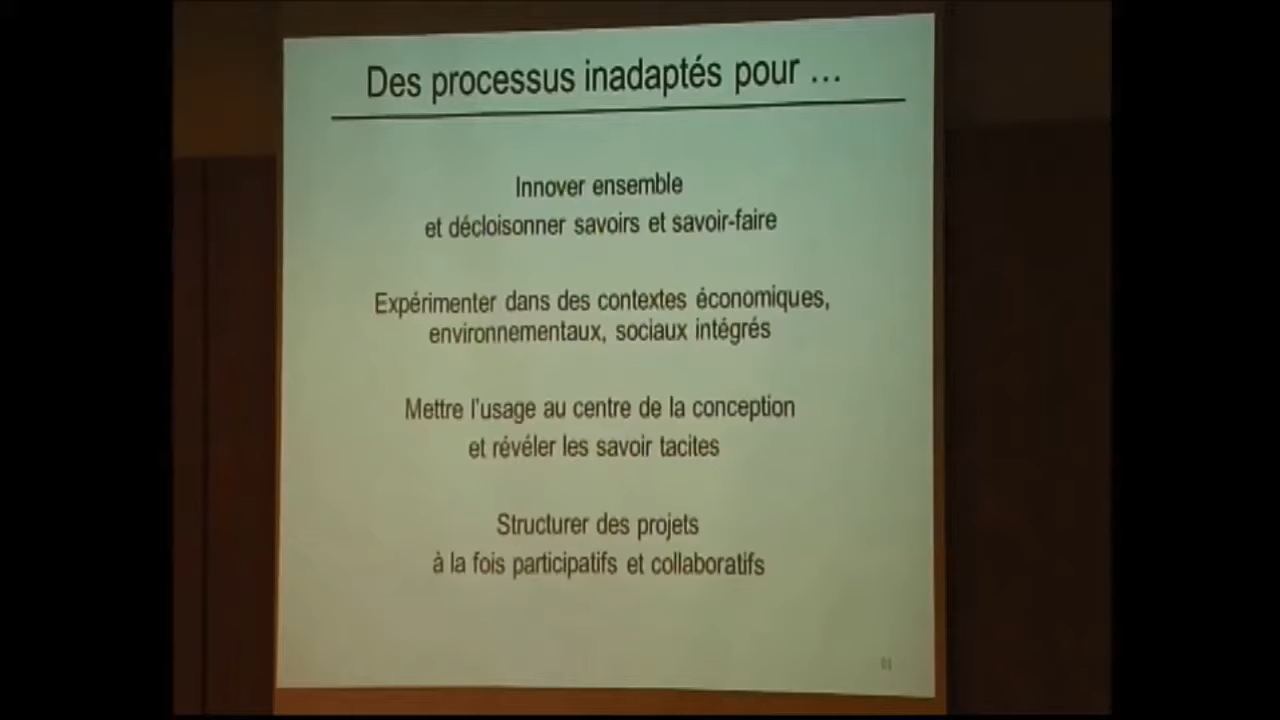 Des processus inadaptés pour ...
Innover ensemble
et décloisonner savoirs et savoir-faire
Expérimenter dans des contextes économiques,
environnementaux, sociaux intégrés
Mettre l'usage au centre de la conception
et révéler les savoir tacites
Structurer des projets
à la fois participatifs et collaboratifs